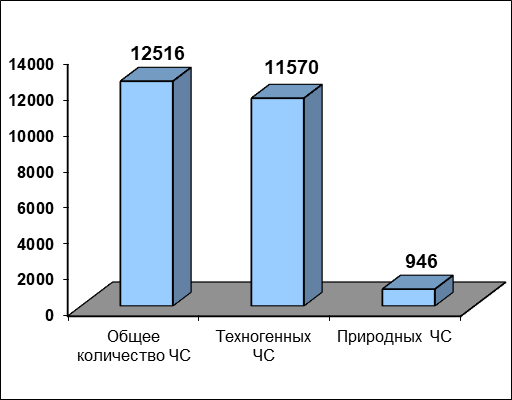 12516
11570
946
14000
12000
10000
8000
6000
4000
2000
0
Общее
количество ЧС
Техногенных
ЧС
Природных ЧС